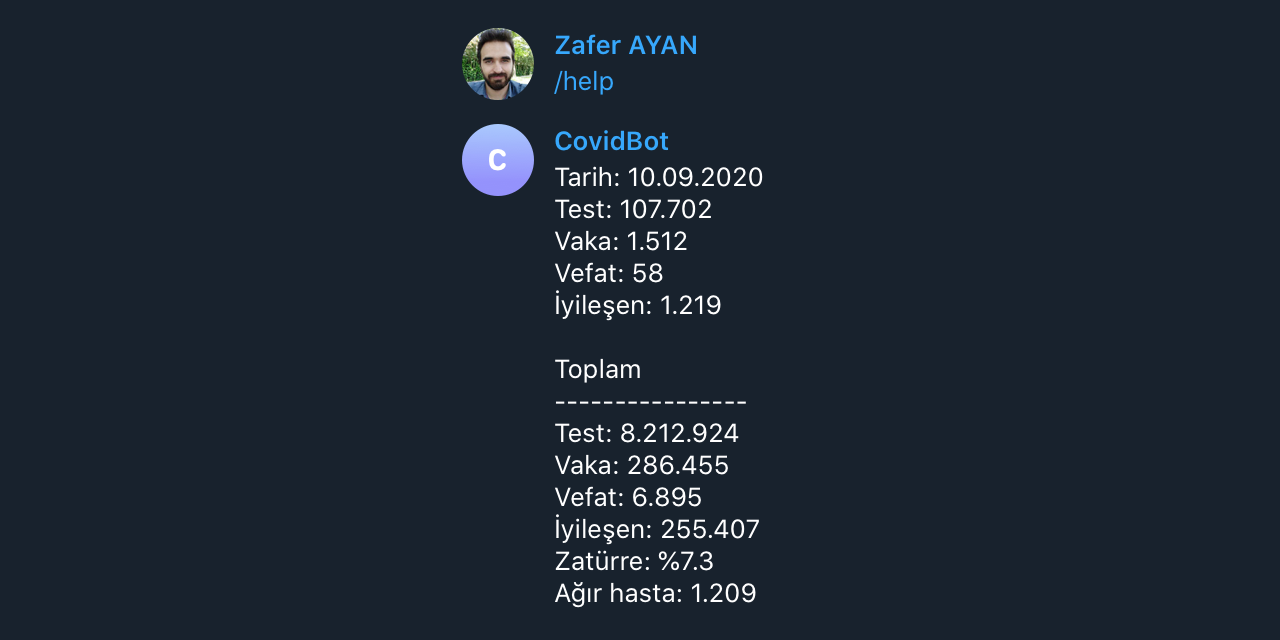 Zafer AYAN
/help
C
CovidBot
Tarih: 10.09.2020
Test: 107.702
Vaka: 1.512
Vefat: 58
İyileşen: 1.219
Toplam
----------------
Test: 8.212.924
Vaka: 286.455
Vefat: 6.895
İyileşen: 255.407
Zatürre: %7.3
Ağır hasta: 1.209